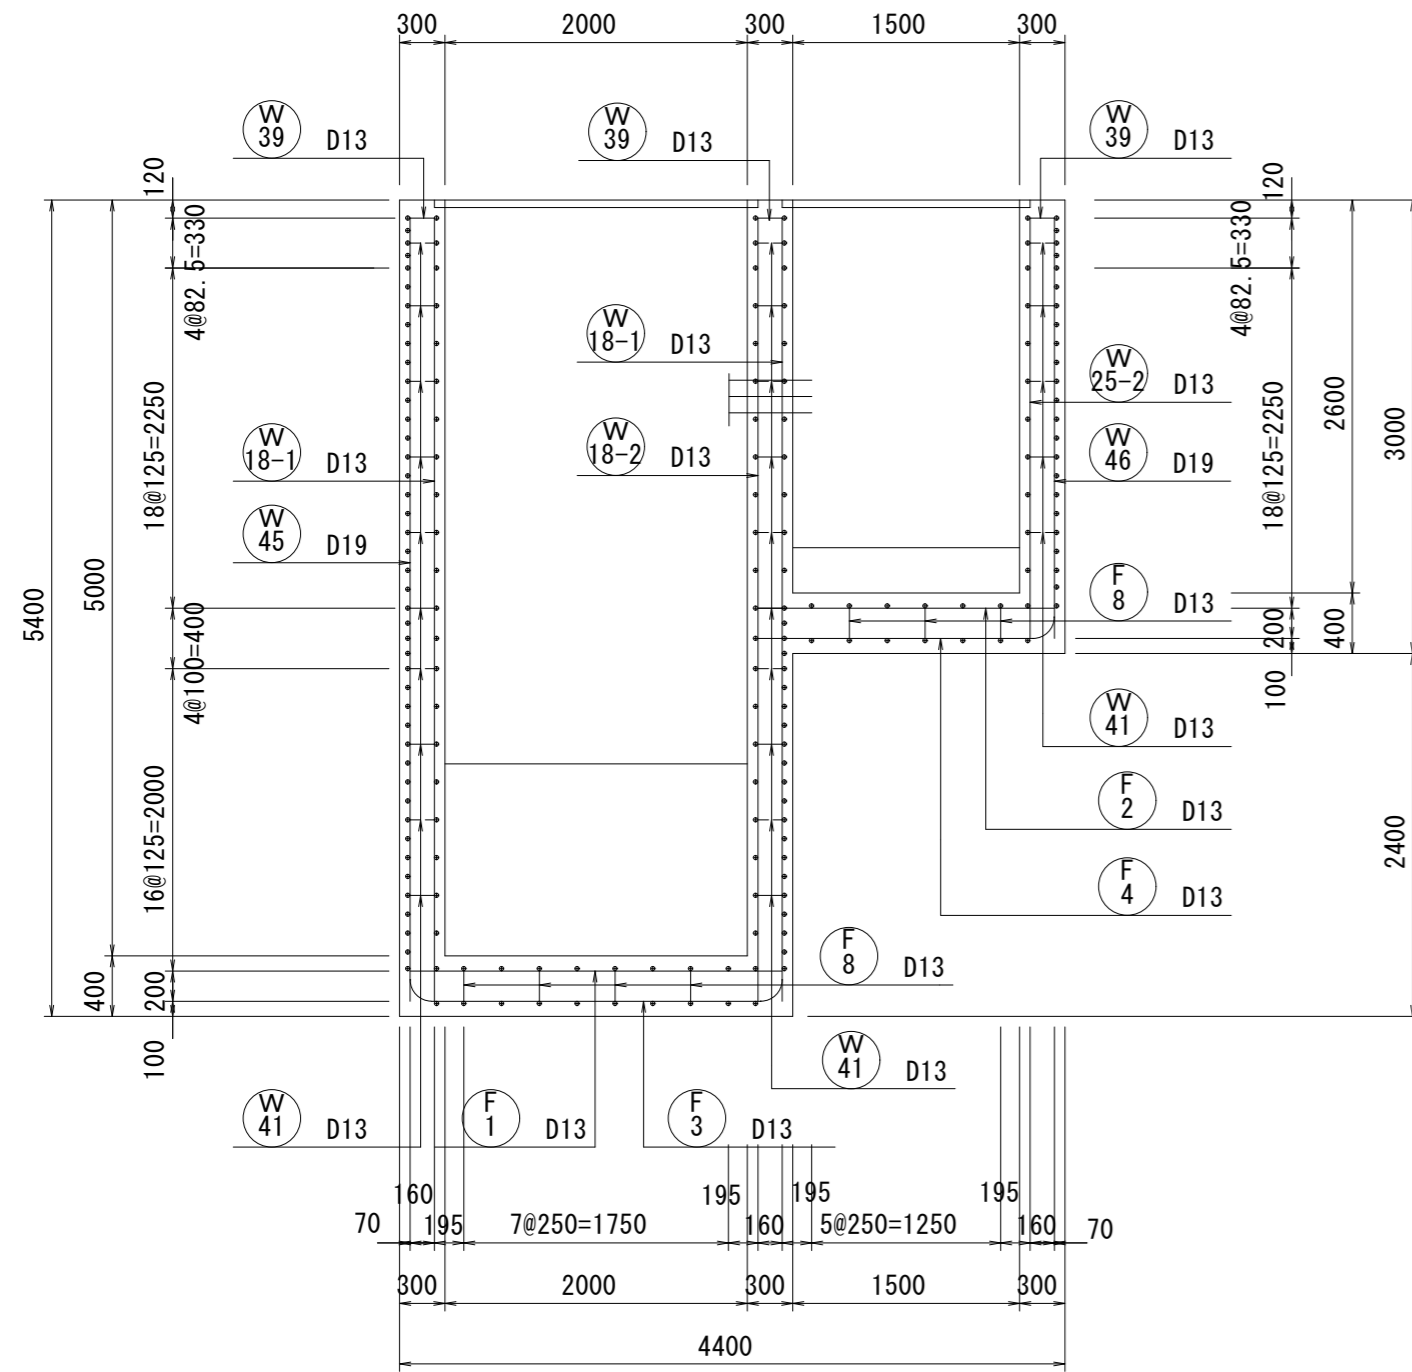 300 2000 300 1500 300
W
39 D13
W
39 D13
W
39 D13
120
120
4@82.5=330
4@82.5=330
W
18-1 D13
W
25-2 D13
2600
3000
18@125=2250
18@125=2250
W
18-1 D13
W
18-2 D13
W
46 D19
W
45 D19
5400
5000
F
8 D13
200
400
4@100=400
100
W
41 D13
F
2 D13
2400
16@125=2000
F
4 D13
F
8 D13
400
200
100
W
41 D13
W
41 D13
F
1 D13
F
3 D13
160 195 195 195
70 195 7@250=1750 160 5@250=1250 160 70
300 2000 300 1500 300
4400